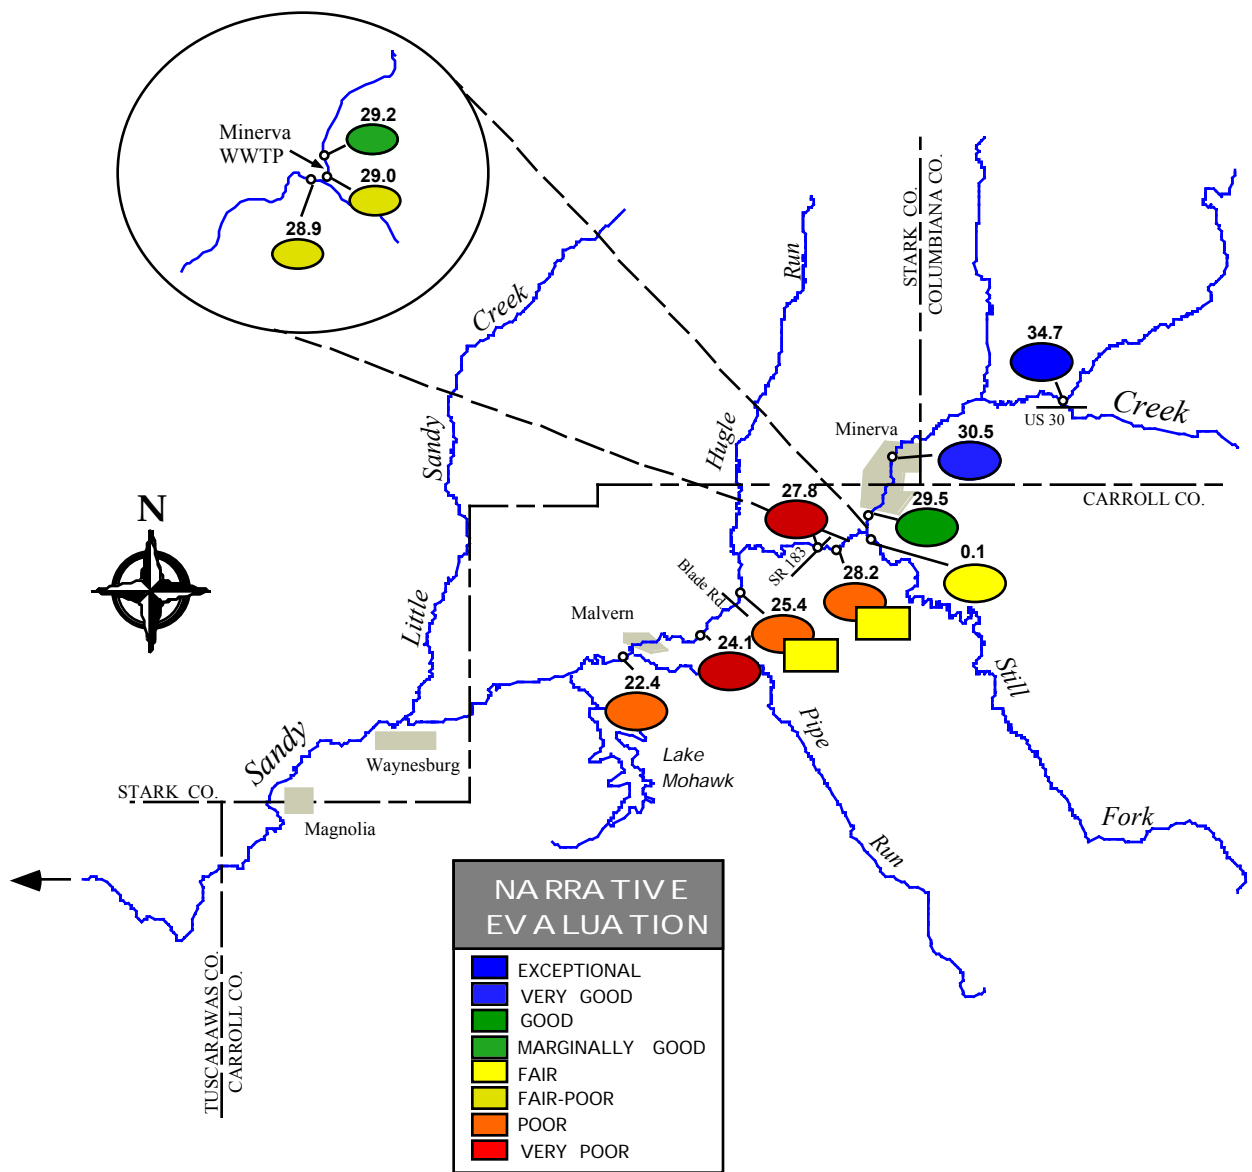 29.2
Minerva
WWTP
29.0
28.9
Creek
Sandy
Little
Run
Hugle
STARK CO.
COLUMBIANA CO.
34.7
US 30
Creek
Minerva
30.5
CARROLL CO.
27.8
29.5
SR 183
0.1
28.2
Blade Rd
25.4
24.1
Malvern
22.4
N
Still
Fork
Pipe
Run
Lake
Mohawk
Sandy
Waynesburg
STARK CO.
Magnolia
TUSCARAWAS CO.
CARROLL CO.
NARRATIVE
EVALUATION
EXCEPTIONAL
VERY GOOD
GOOD
MARGINALLY GOOD
FAIR
FAIR-POOR
POOR
VERY POOR